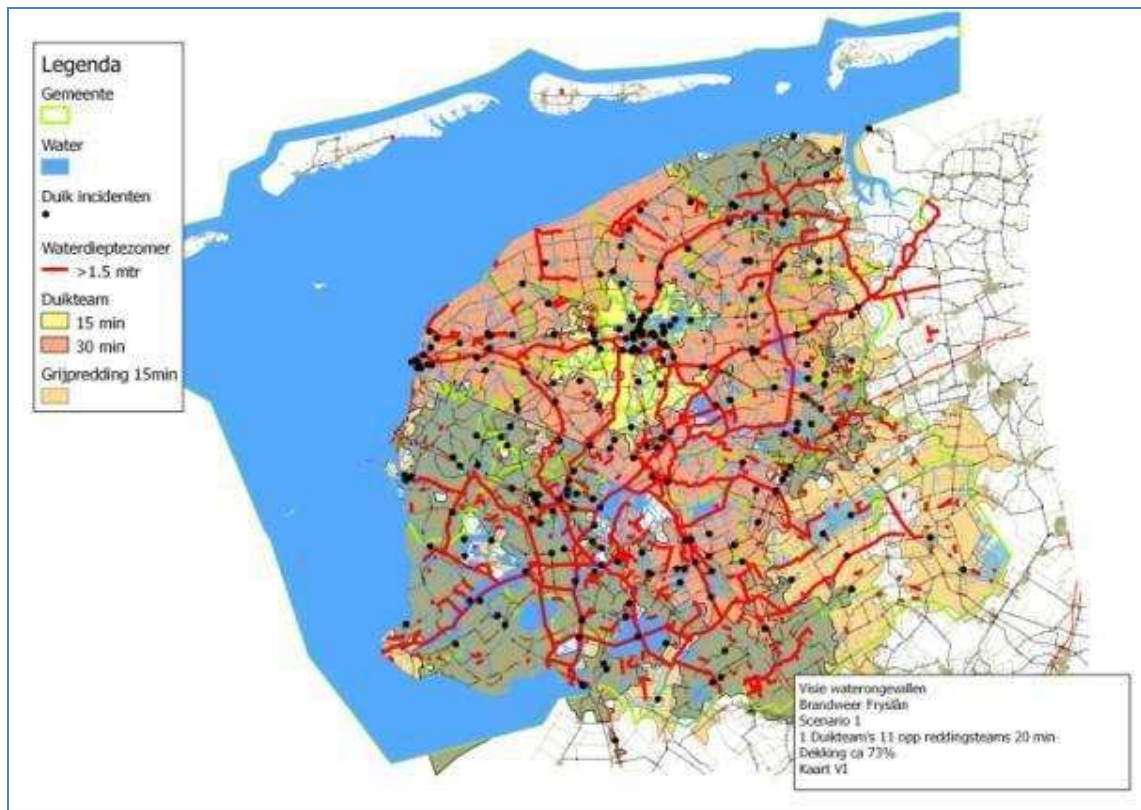 Legenda
Gemeente
Water
Duik incidenten
Waterdieptezomer
>1.5 mtr
Duikteam
15 min
30 min
Grijpredding 15min
Visie waterongevallen
Brandweer Fryslân
Scenario 1
1 Duikteam's 11 opp reddingsteams 20 min
Dekking ca 73%
Kaart VI